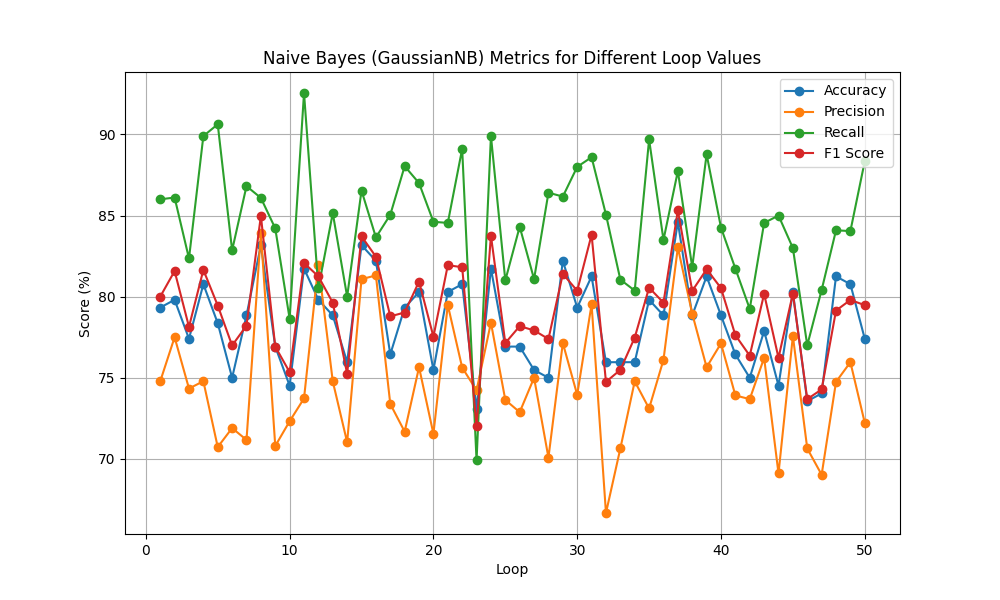 Naive Bayes (GaussianNB) Metrics for Different Loop Values
Accuracy
Precision
Recall
F1 Score
90
85
80
75
70
Score (%)
0 10 20 30 40 50
Loop